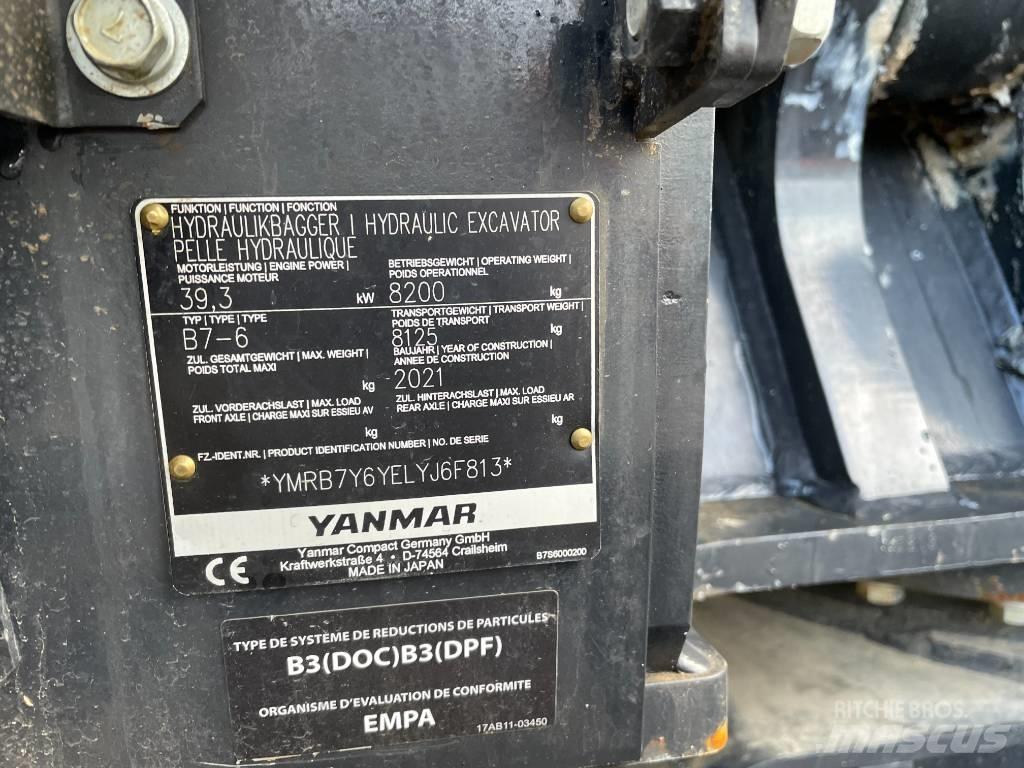 FUNKTION | FUNCTION | FONCTION
HYDRAULIKBAGGER | HYDRAULIC EXCAVATOR
PELLE HYDRAULIQUE
MOTORLEISTUNG | ENGINE POWER |
PUISSANCE MOTEUR
39,3 kW
BETRIEBSGEWICHT | OPERATING WEIGHT |
POIDS OPERATIONNEL
8200 kg
TYP | TYPE | TYPE
B7-6
TRANSPORTGEWICHT | TRANSPORT WEIGHT |
POIDS DE TRANSPORT
8125 kg
ZUL. GESAMTGEWICHT | MAX. WEIGHT |
POIDS TOTAL MAXI
kg
BAUJAHR | YEAR OF CONSTRUCTION |
ANNEE DE CONSTRUCTION
2021
ZUL. VORDERACHSLAST | MAX. LOAD
FRONT AXLE | CHARGE MAXI SUR ESSIEU AV
kg
ZUL. HINTERACHSLAST | MAX. LOAD
REAR AXLE | CHARGE MAXI SUR ESSIEU AR
kg
FZ.-IDENT.NR. | PRODUCT IDENTIFICATION NUMBER | NO. DE SERIE
*YMRB7Y6YELYJ6F813*
YANMAR
Yanmar Compact Germany GmbH
Kraftwerkstraße 4 • D-74564 Crailsheim
MADE IN JAPAN
B7S6000200
CE
TYPE DE SYSTÈME DE REDUCTIONS DE PARTICULES
B3(DOC)B3(DPF)
ORGANISME D'EVALUATION DE CONFORMITE
EMPA
17AB11-03450
RITCHIE BROS.
MASCUS